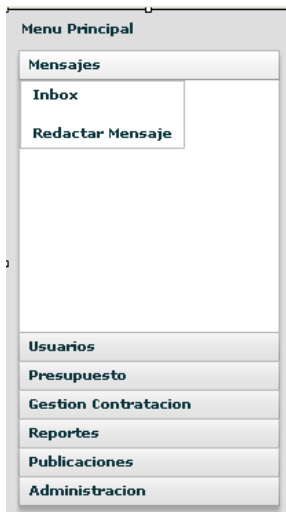 Menu Principal
Mensajes
Inbox
Redactar Mensaje
Usuarios
Presupuesto
Gestion Contratacion
Reportes
Publicaciones
Administracion